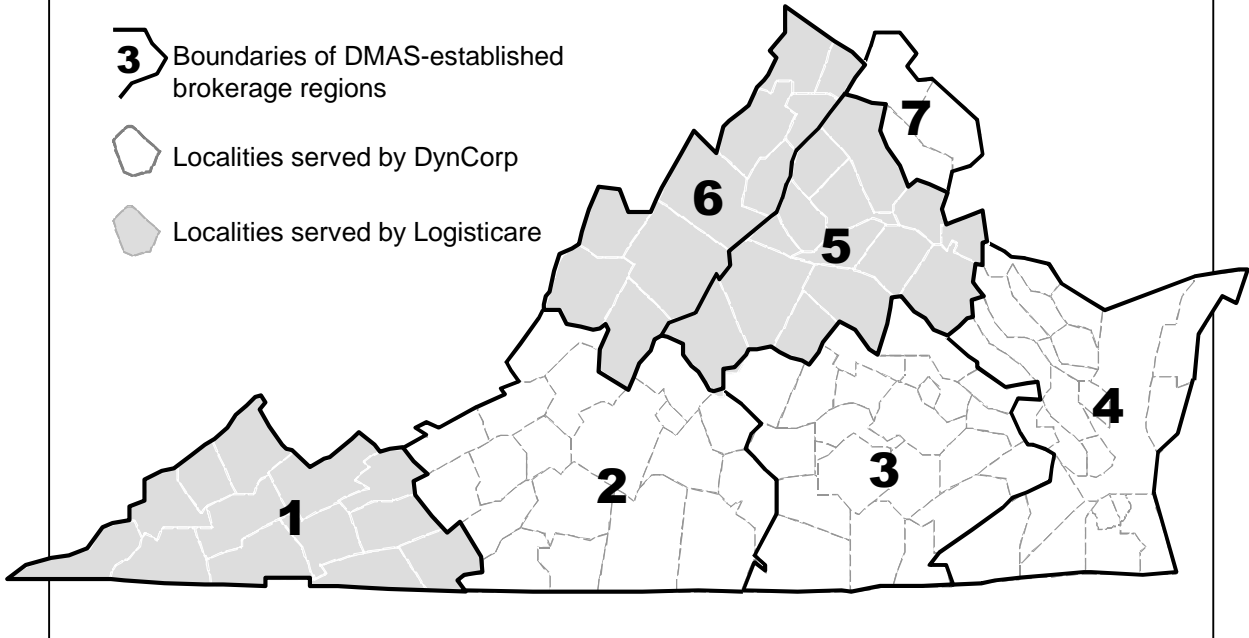 3
Boundaries of DMAS-established
brokerage regions
Localities served by DynCorp
Localities served by Logisticare
7
6
5
4
3
2
1